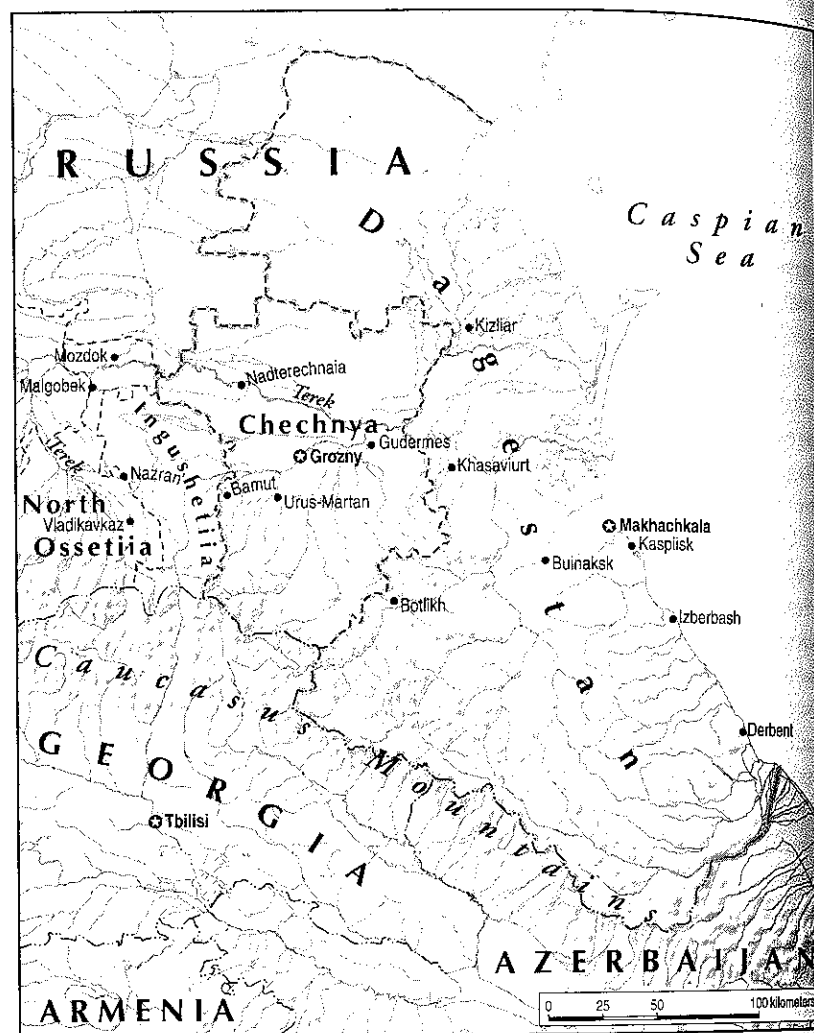 RUSSIA
Caspian
Sea
Dagestan
Kizliar
Mozdok
Malgobek
Nadterechnaia
Terek
Chechnya
Ingushetiia
Gudermes
Grozny
Khasaviurt
Terek
Nazran
Bamut
Urus-Martan
North
Ossetiia
Vladikavkaz
Makhachkala
Kasplisk
Buinaksk
Botlikh
Izberbash
Caucasus Mountains
GEORGIA
Derbent
Tbilisi
AZERBAIJAN
ARMENIA
0 25 50 100 kilometers